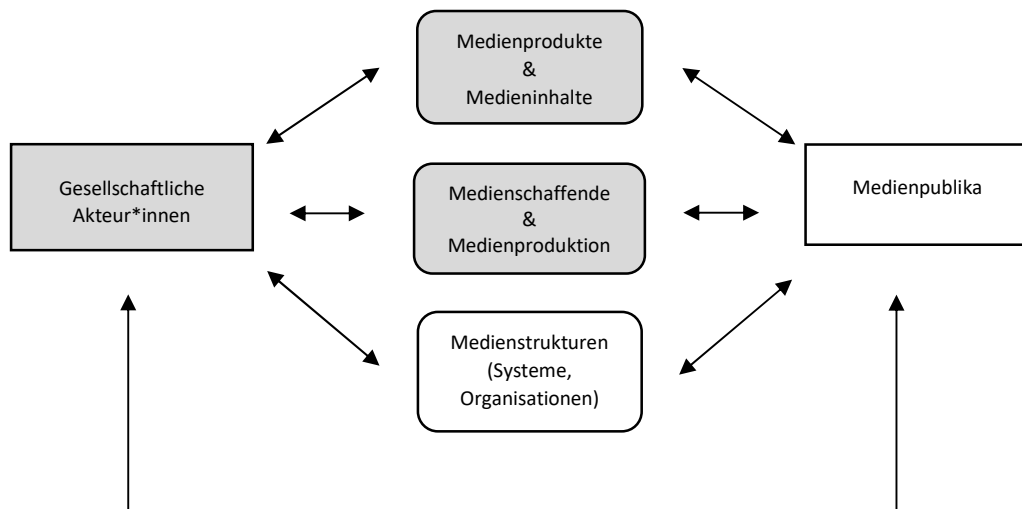 Medienprodukte
&
Medieninhalte
Gesellschaftliche
Akteur*innen
Medienschaffende
&
Medienproduktion
Medienpublika
Medienstrukturen
(Systeme,
Organisationen)